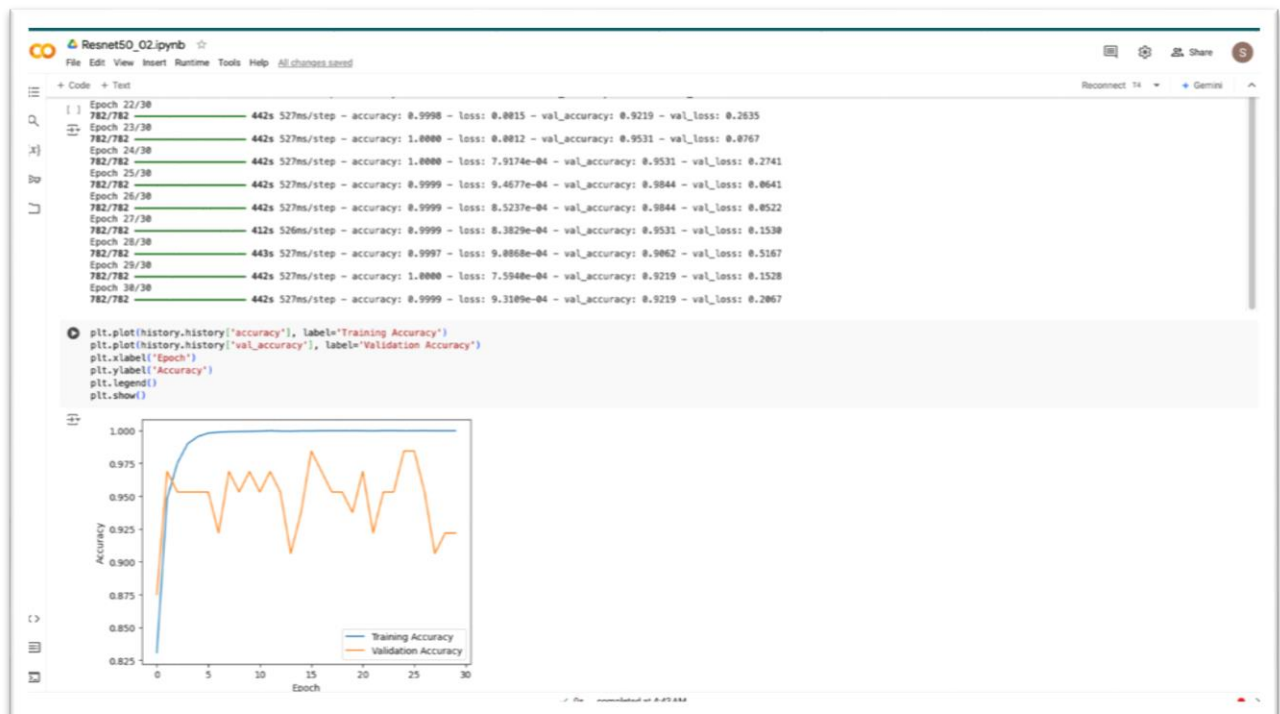 Resnet50_02.ipynb
File Edit View Insert Runtime Tools Help All changes saved
Share
S
+ Code + Text
Reconnect T4
Gemini
[ ]
Epoch 22/30
782/782 442s 527ms/step - accuracy: 0.9998 - loss: 0.0015 - val_accuracy: 0.9219 - val_loss: 0.2635
Epoch 23/30
782/782 442s 527ms/step - accuracy: 1.0000 - loss: 0.0012 - val_accuracy: 0.9531 - val_loss: 0.0767
Epoch 24/30
782/782 442s 527ms/step - accuracy: 1.0000 - loss: 7.9174e-04 - val_accuracy: 0.9531 - val_loss: 0.2741
Epoch 25/30
782/782 442s 527ms/step - accuracy: 0.9999 - loss: 9.4677e-04 - val_accuracy: 0.9844 - val_loss: 0.0641
Epoch 26/30
782/782 442s 527ms/step - accuracy: 0.9999 - loss: 8.5237e-04 - val_accuracy: 0.9844 - val_loss: 0.0522
Epoch 27/30
782/782 412s 526ms/step - accuracy: 0.9999 - loss: 8.3829e-04 - val_accuracy: 0.9531 - val_loss: 0.1530
Epoch 28/30
782/782 443s 527ms/step - accuracy: 0.9997 - loss: 9.0868e-04 - val_accuracy: 0.9062 - val_loss: 0.5167
Epoch 29/30
782/782 442s 527ms/step - accuracy: 1.0000 - loss: 7.5940e-04 - val_accuracy: 0.9219 - val_loss: 0.1528
Epoch 30/30
782/782 442s 527ms/step - accuracy: 0.9999 - loss: 9.3109e-04 - val_accuracy: 0.9219 - val_loss: 0.2067
plt.plot(history.history['accuracy'], label='Training Accuracy')
plt.plot(history.history['val_accuracy'], label='Validation Accuracy')
plt.xlabel('Epoch')
plt.ylabel('Accuracy')
plt.legend()
plt.show()
1.000
0.975
0.950
0.925
0.900
0.875
0.850
0.825
Accuracy
Training Accuracy
Validation Accuracy
0 5 10 15 20 25 30
Epoch